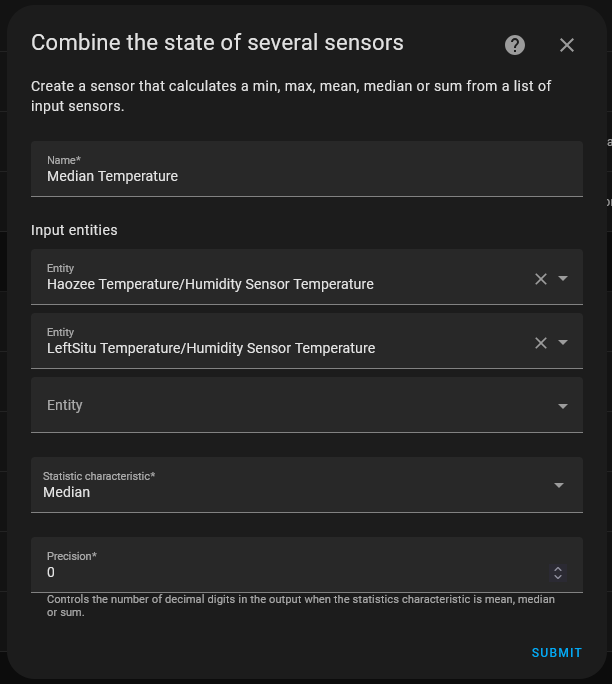 Combine the state of several sensors
Create a sensor that calculates a min, max, mean, median or sum from a list of
input sensors.
Name*
Median Temperature
Input entities
Entity
Haozee Temperature/Humidity Sensor Temperature
Entity
LeftSitu Temperature/Humidity Sensor Temperature
Entity
Statistic characteristic*
Median
Precision*
0
Controls the number of decimal digits in the output when the statistics characteristic is mean, median
or sum.
SUBMIT